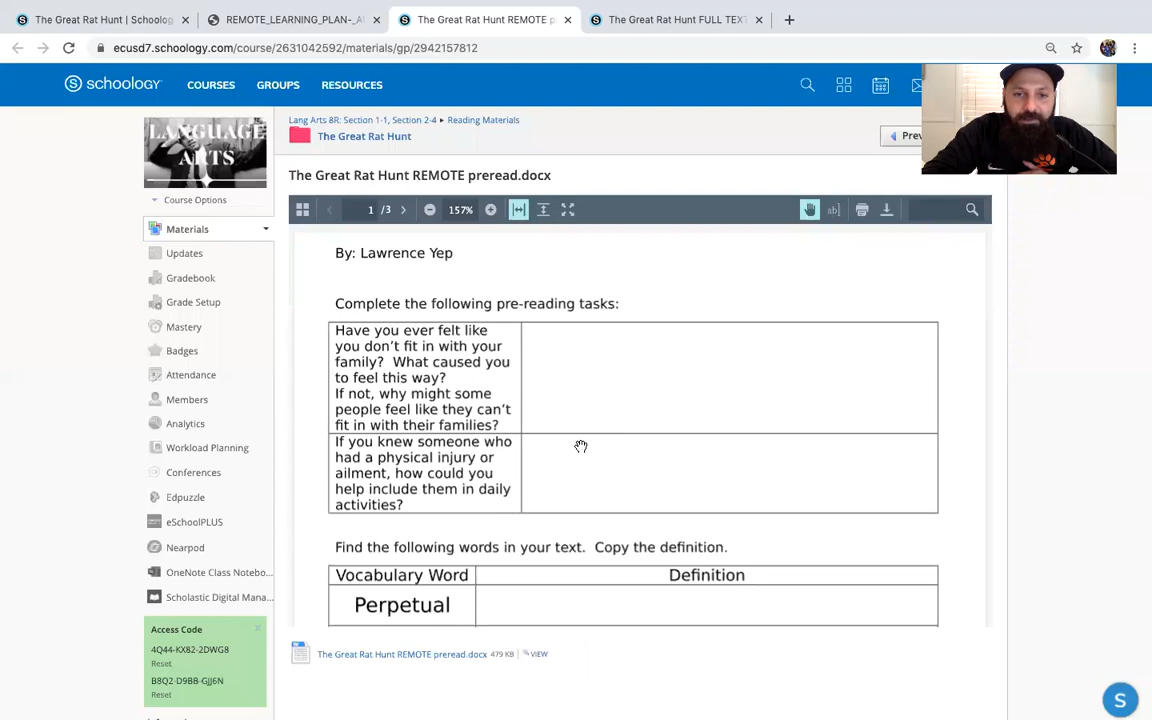 The Great Rat Hunt | Schoology
REMOTE_LEARNING_PLAN-_A
The Great Rat Hunt REMOTE p
The Great Rat Hunt FULL TEXT
ecusd7.schoology.com/course/2631042592/materials/gp/2942157812
S schoology
COURSES
GROUPS
RESOURCES
LANGUAGE
ARTS
Course Options
Materials
Updates
Gradebook
Grade Setup
Mastery
Badges
Attendance
Members
Analytics
Workload Planning
Conferences
Edpuzzle
eSchoolPLUS
Nearpod
OneNote Class Notebo...
Scholastic Digital Mana...
Access Code
4Q44-KX82-2DWG8
Reset
B8Q2-D9BB-GJJ6N
Reset
Lang Arts 8R: Section 1-1, Section 2-4 ▸ Reading Materials
The Great Rat Hunt
Prev
The Great Rat Hunt REMOTE preread.docx
1 /3
157%
ab
By: Lawrence Yep
Complete the following pre-reading tasks:
Have you ever felt like
you don't fit in with your
family?  What caused you
to feel this way?
If not, why might some
people feel like they can't
fit in with their families?
If you knew someone who
had a physical injury or
ailment, how could you
help include them in daily
activities?
Find the following words in your text.  Copy the definition.
Vocabulary Word
Definition
Perpetual
The Great Rat Hunt REMOTE preread.docx 479 KB
VIEW
S